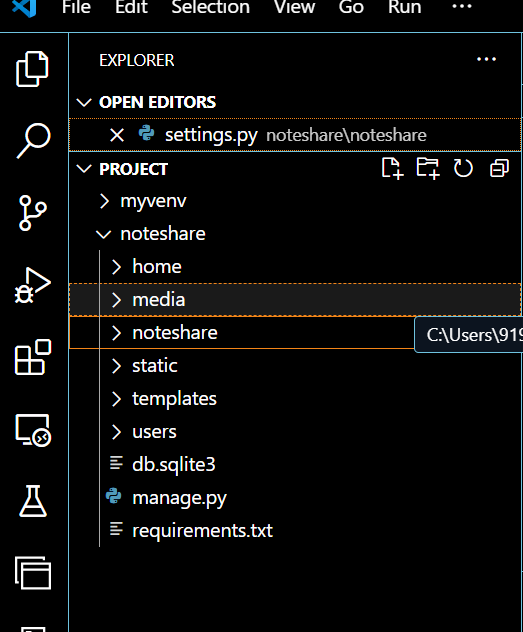 File Edit Selection View Go Run ...
EXPLORER ...
OPEN EDITORS
settings.py noteshare\noteshare
PROJECT
myvenv
noteshare
home
media
noteshare
C:\Users\919
static
templates
users
db.sqlite3
manage.py
requirements.txt